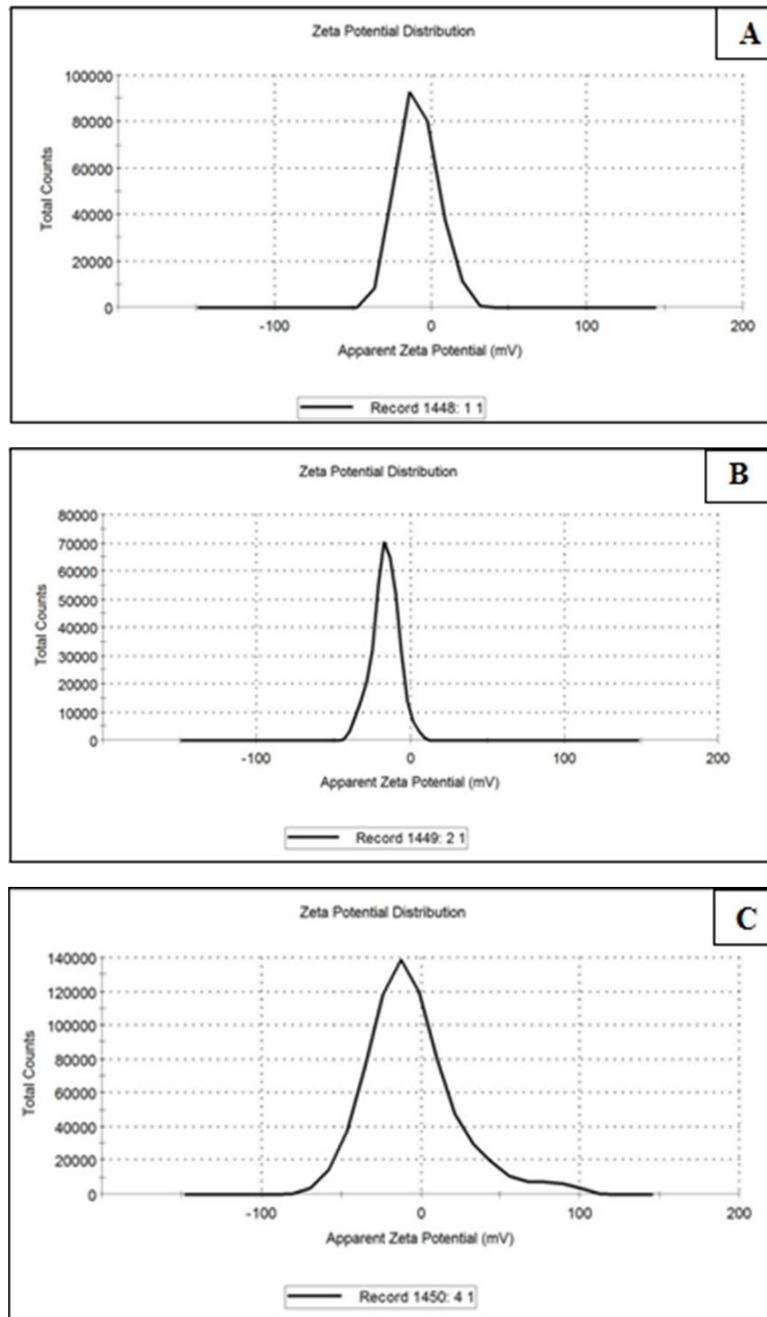 Zeta Potential Distribution
A
100000
80000
60000
40000
20000
0
Total Counts
-100 0 100 200
Apparent Zeta Potential (mV)
Record 1448: 1 1
Zeta Potential Distribution
B
80000
70000
60000
50000
40000
30000
20000
10000
0
Total Counts
-100 0 100 200
Apparent Zeta Potential (mV)
Record 1449: 2 1
Zeta Potential Distribution
C
140000
120000
100000
80000
60000
40000
20000
0
Total Counts
-100 0 100 200
Apparent Zeta Potential (mV)
Record 1450: 4 1